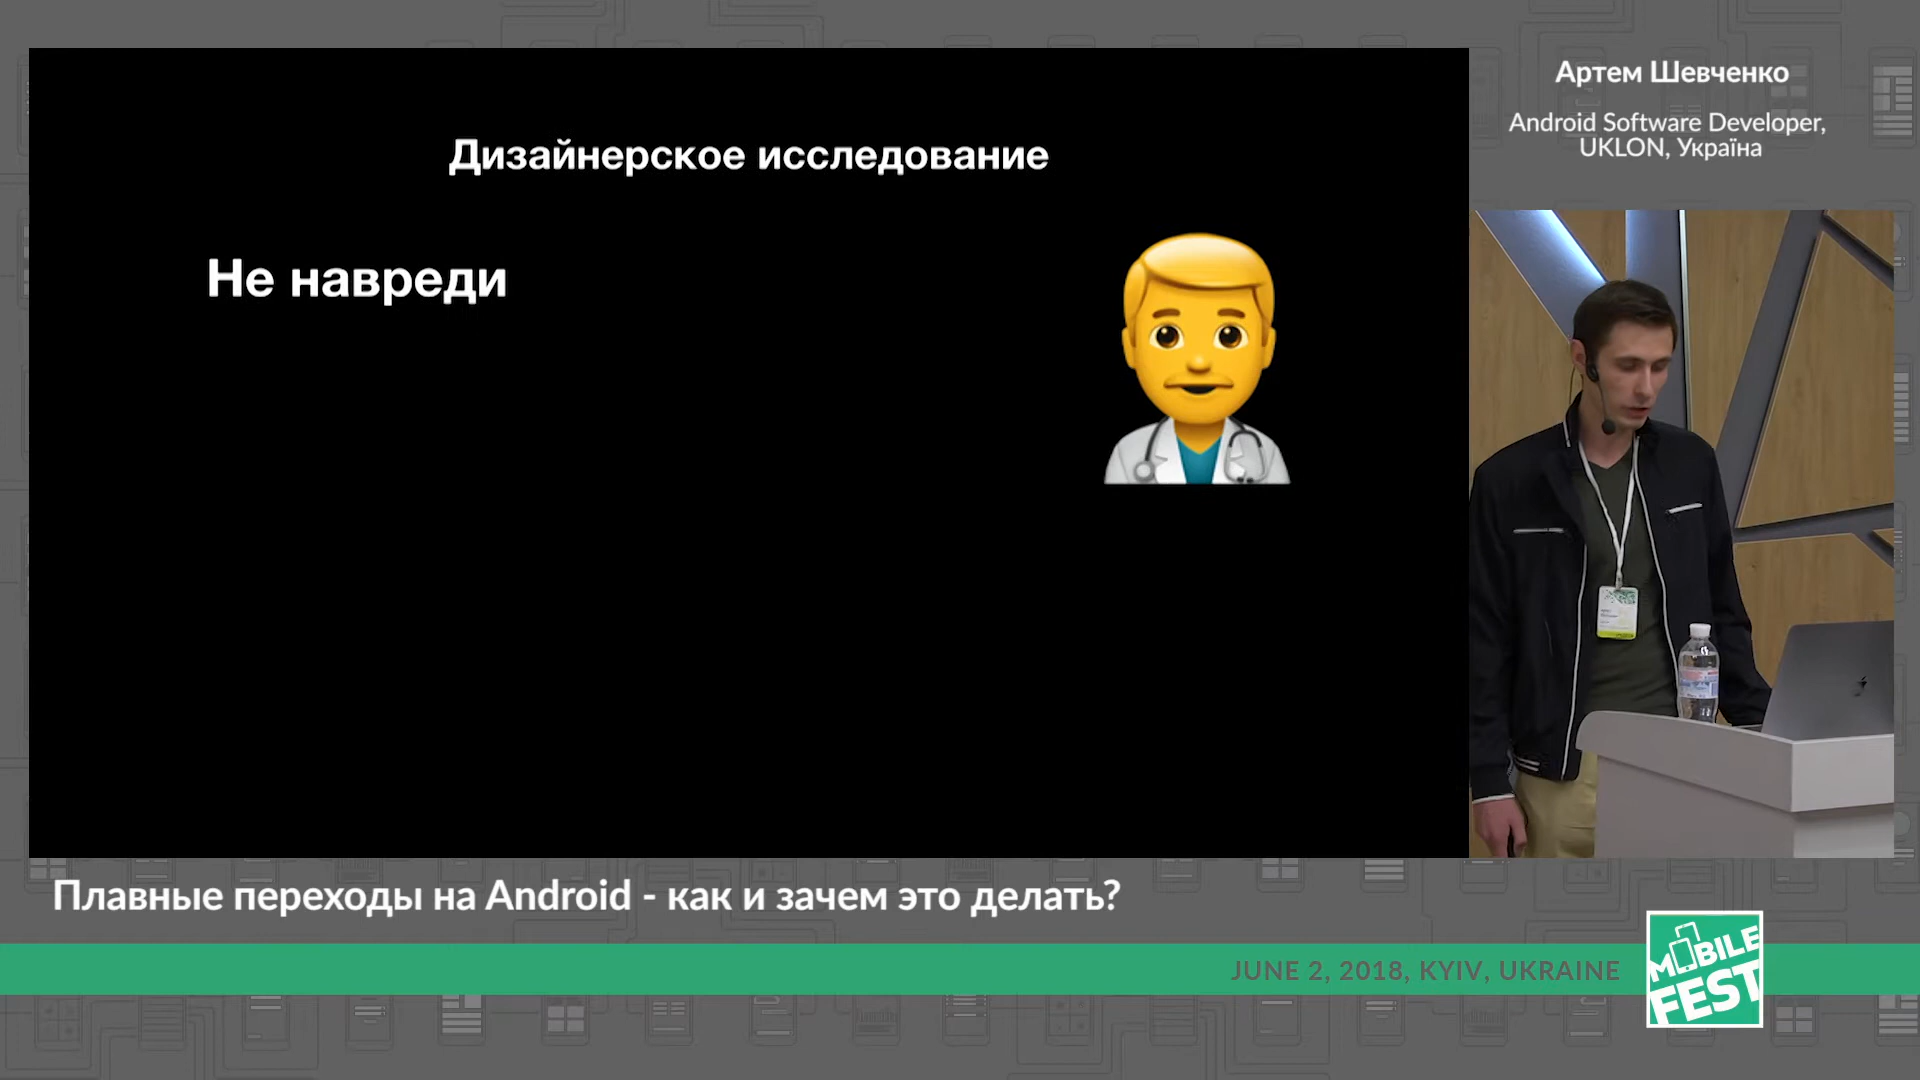 Дизайнерское исследование
Не навреди
Артем Шевченко
Android Software Developer,
UKLON, Україна
Плавные переходы на Android - как и зачем это делать?
JUNE 2, 2018, KYIV, UKRAINE
MOBILE
FEST